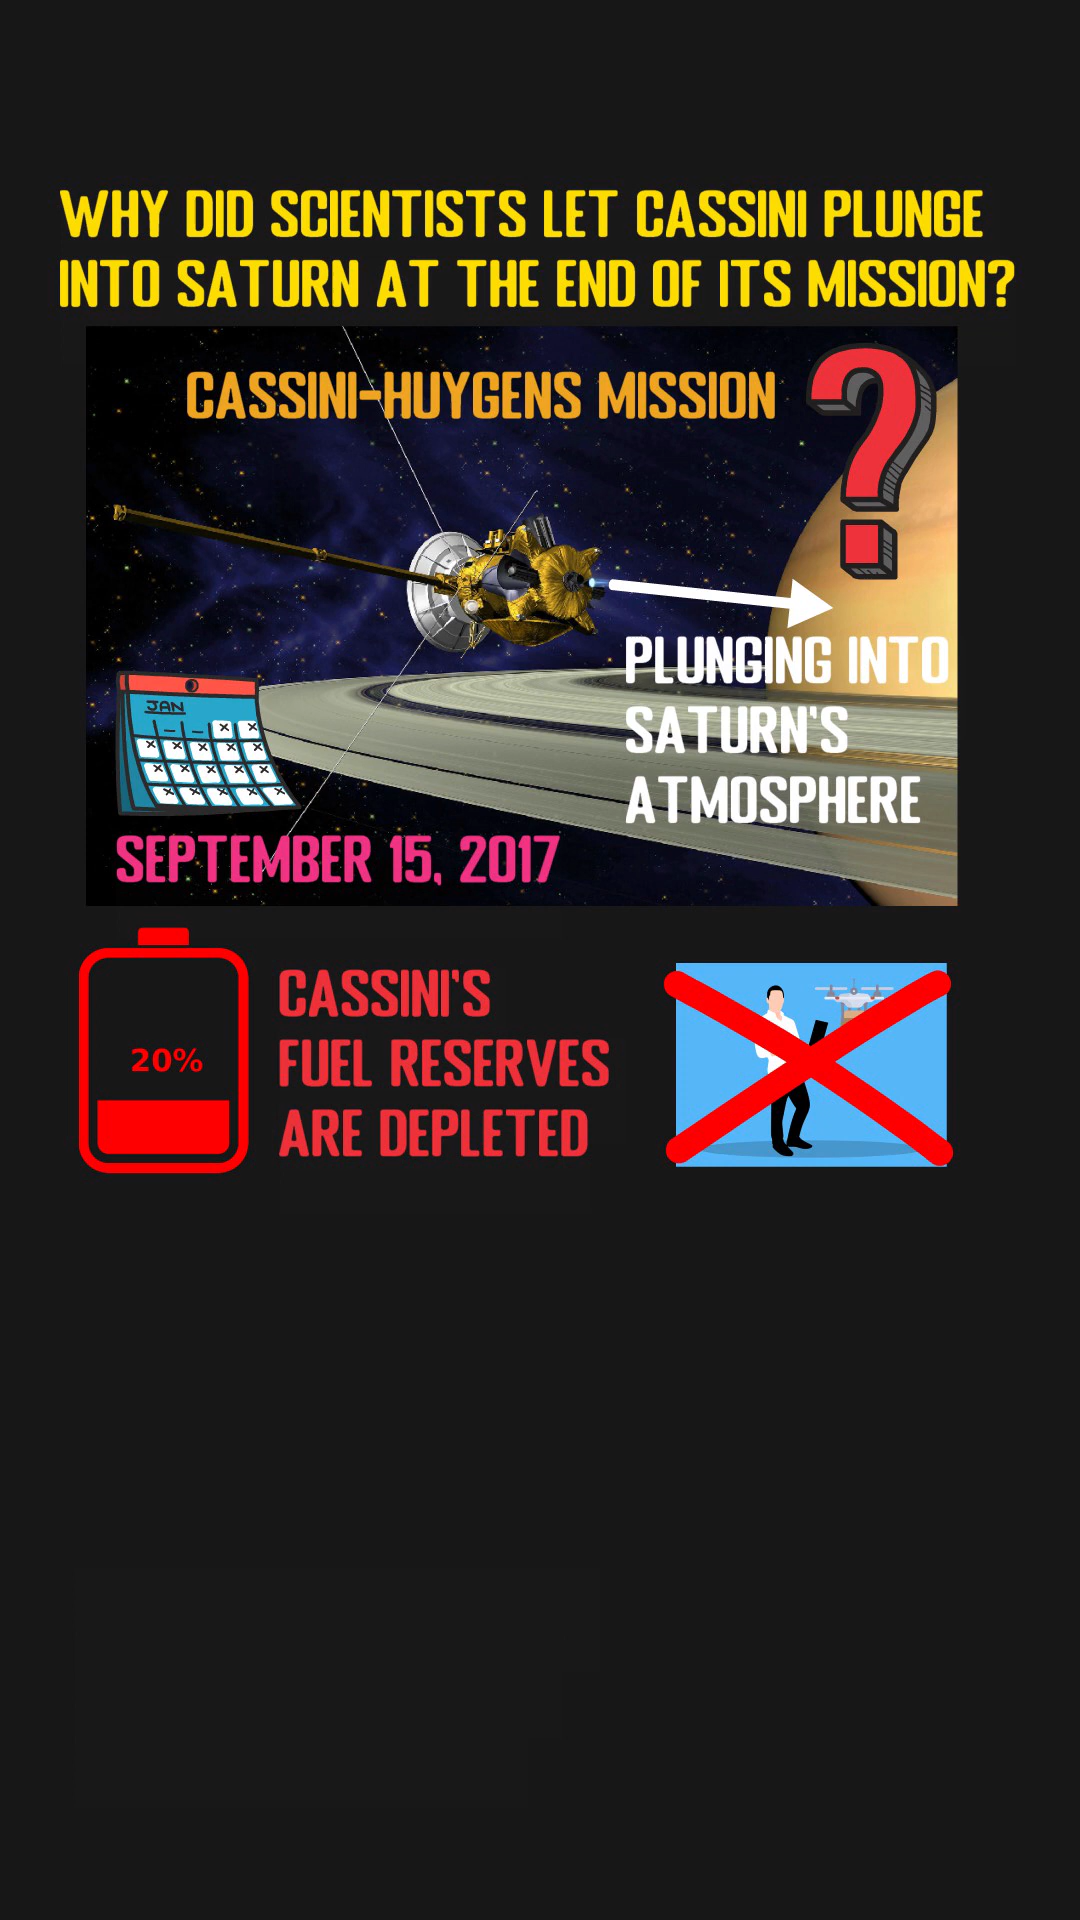 WHY DID SCIENTISTS LET CASSINI PLUNGE
INTO SATURN AT THE END OF ITS MISSION?
CASSINI-HUYGENS MISSION
PLUNGING INTO
SATURN'S
ATMOSPHERE
JAN
SEPTEMBER 15, 2017
20%
CASSINI'S
FUEL RESERVES
ARE DEPLETED